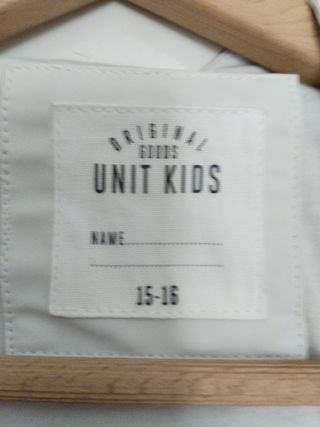 ORIGINAL
GOODS
UNIT KIDS
NAME
15-16